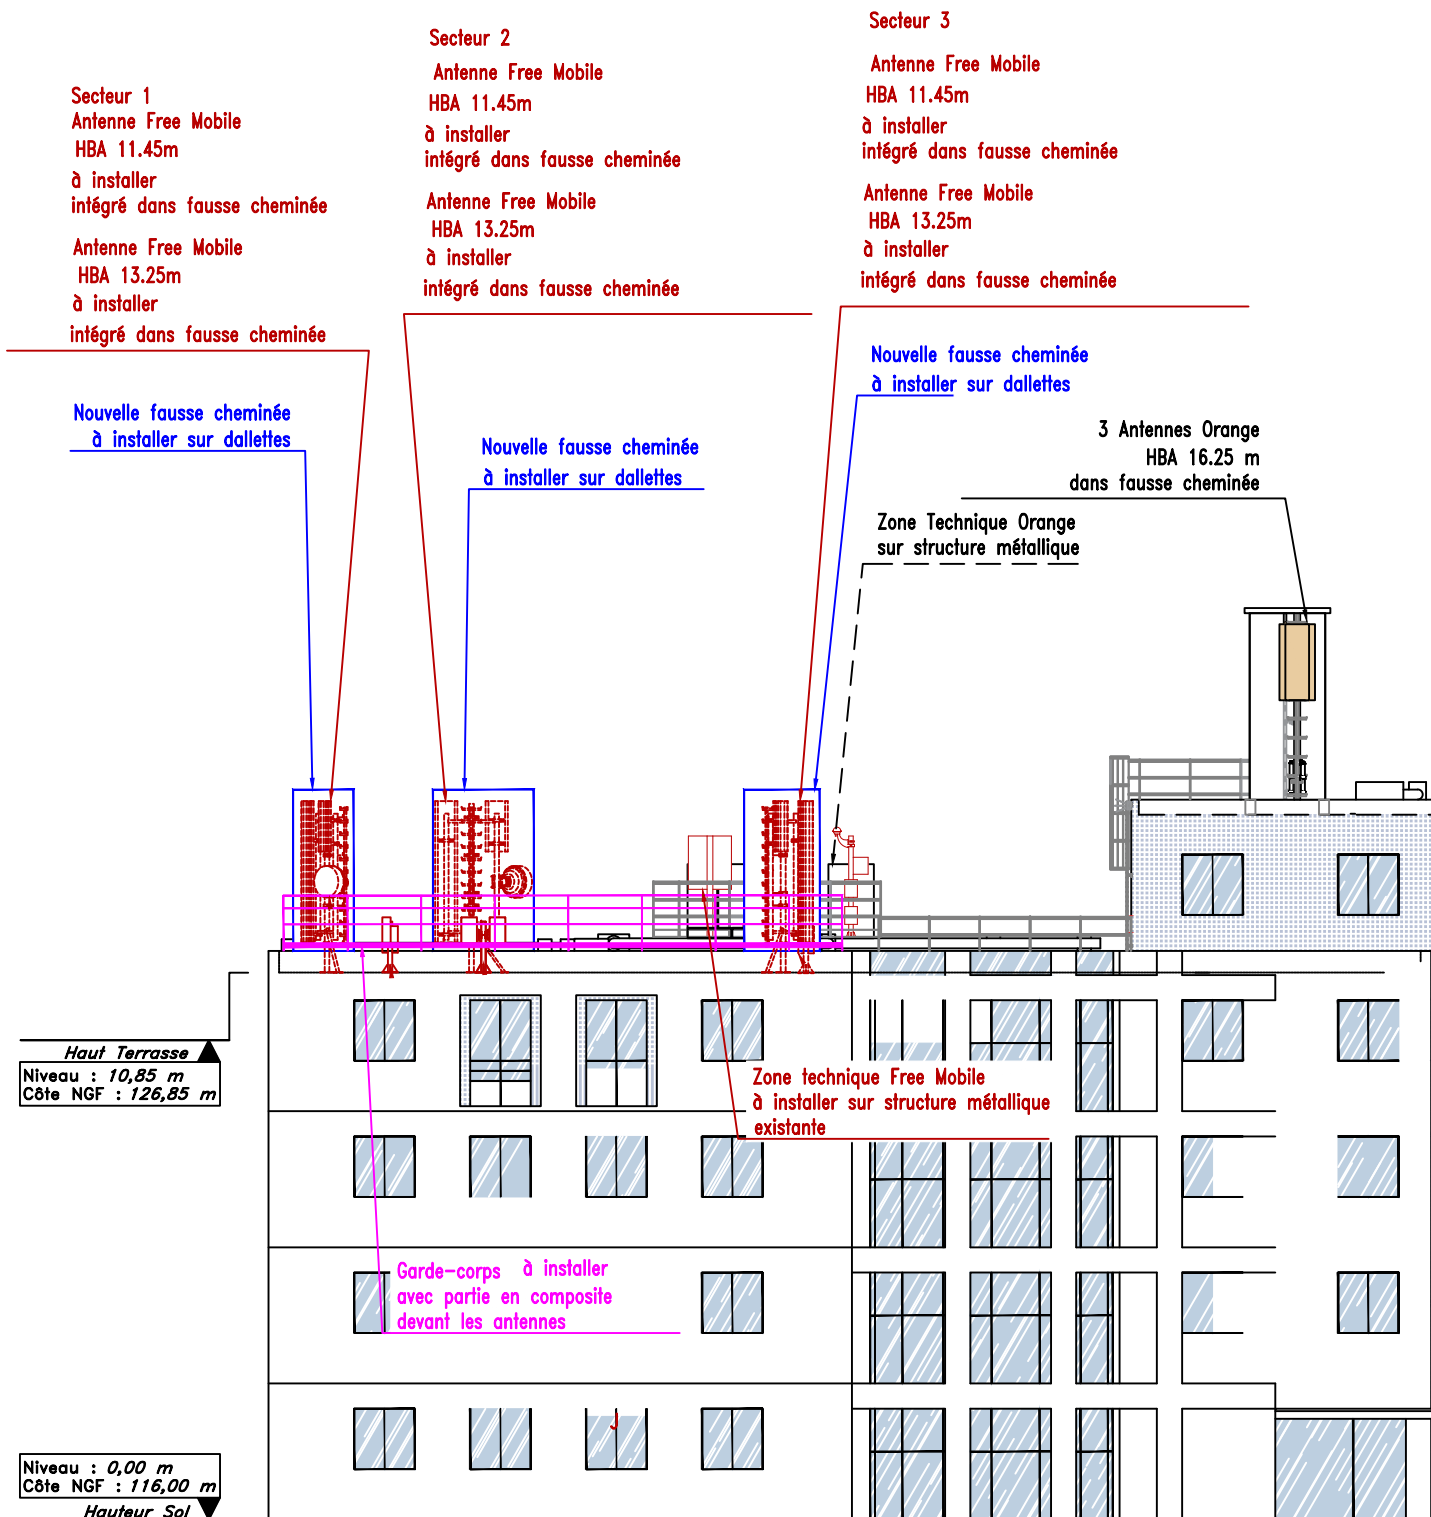 Secteur 1
Antenne Free Mobile
HBA 11.45m
à installer
intégré dans fausse cheminée
Antenne Free Mobile
HBA 13.25m
à installer
intégré dans fausse cheminée
Secteur 2
Antenne Free Mobile
HBA 11.45m
à installer
intégré dans fausse cheminée
Antenne Free Mobile
HBA 13.25m
à installer
intégré dans fausse cheminée
Secteur 3
Antenne Free Mobile
HBA 11.45m
à installer
intégré dans fausse cheminée
Antenne Free Mobile
HBA 13.25m
à installer
intégré dans fausse cheminée
Nouvelle fausse cheminée
à installer sur dallettes
Nouvelle fausse cheminée
à installer sur dallettes
Nouvelle fausse cheminée
à installer sur dallettes
3 Antennes Orange
HBA 16.25 m
dans fausse cheminée
Zone Technique Orange
sur structure métallique
Haut Terrasse
Niveau : 10,85 m
Côte NGF : 126,85 m
Zone technique Free Mobile
à installer sur structure métallique
existante
Garde-corps à installer
avec partie en composite
devant les antennes
Niveau : 0,00 m
Côte NGF : 116,00 m
Hauteur Sol